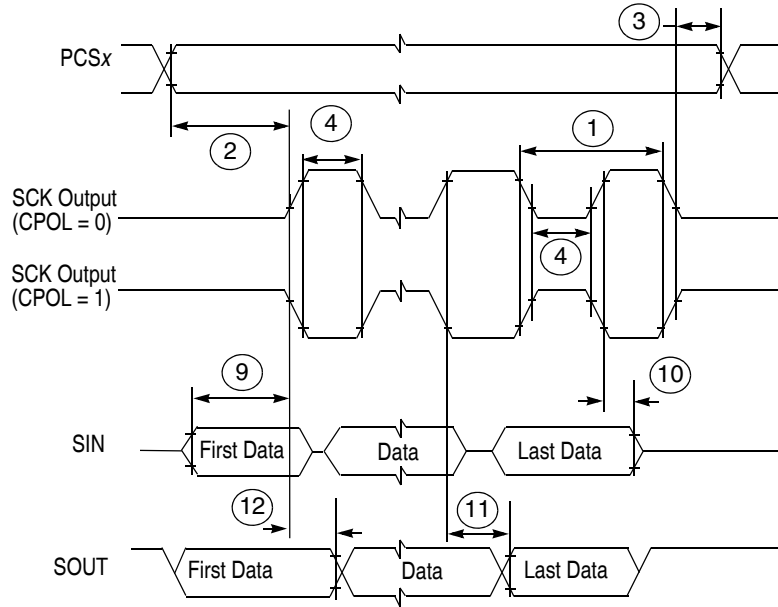 3
PCSx
2
4
1
SCK Output
(CPOL = 0)
4
SCK Output
(CPOL = 1)
9
10
SIN
First Data
Data
Last Data
12
11
SOUT
First Data
Data
Last Data